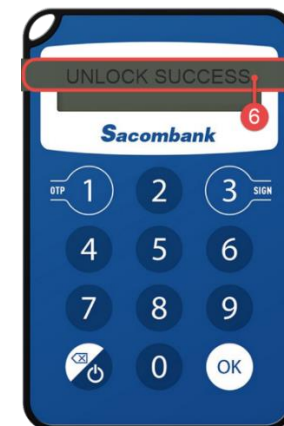 UNLOCK SUCCESS
6
Sacombank
OTP 1 2 3 SIGN
4 5 6
7 8 9
0 OK